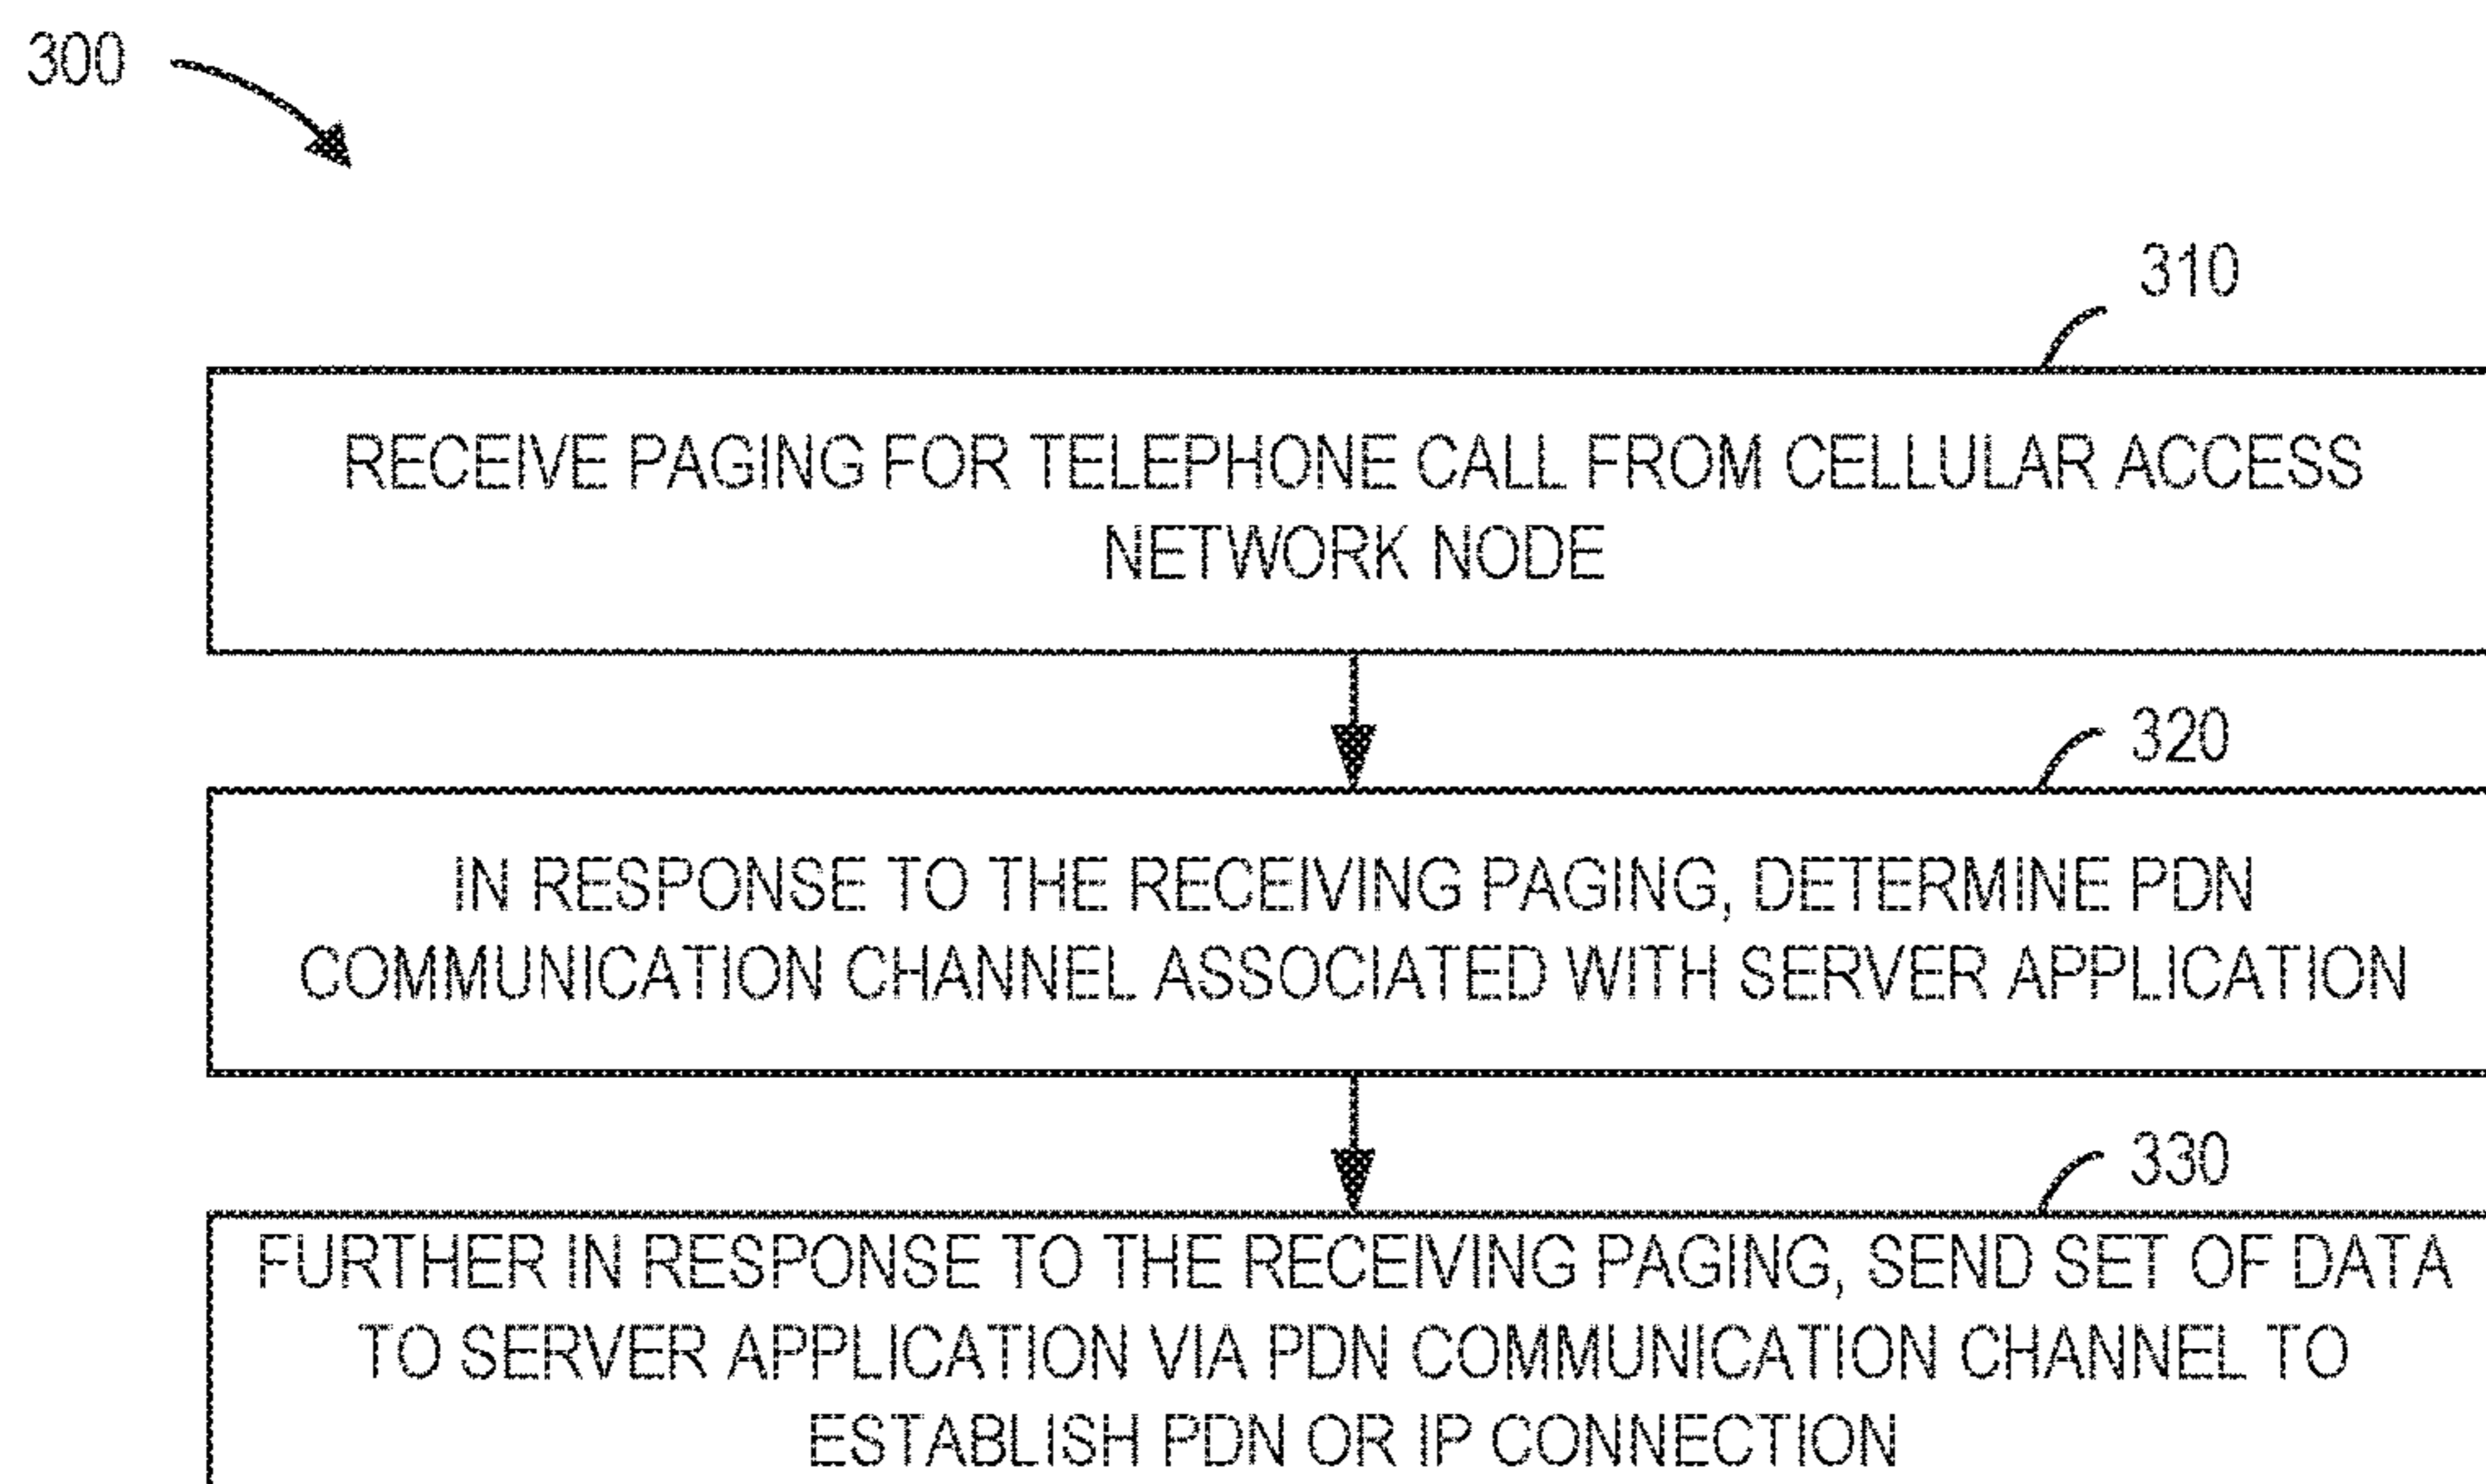 300
310
RECEIVE PAGING FOR TELEPHONE CALL FROM CELLULAR ACCESS
NETWORK NODE
320
IN RESPONSE TO THE RECEIVING PAGING, DETERMINE PDN
COMMUNICATION CHANNEL ASSOCIATED WITH SERVER APPLICATION
330
FURTHER IN RESPONSE TO THE RECEIVING PAGING, SEND SET OF DATA
TO SERVER APPLICATION VIA PDN COMMUNICATION CHANNEL TO
ESTABLISH PDN OR IP CONNECTION